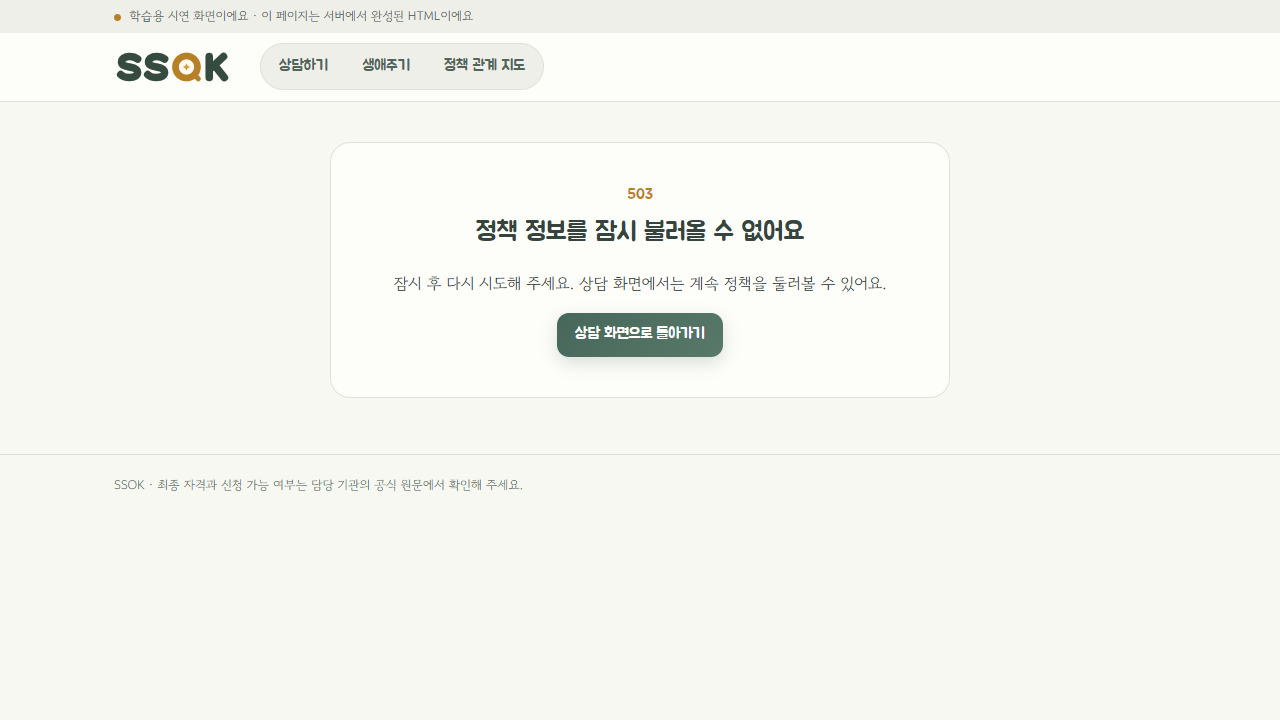 학습용 시연 화면이에요 · 이 페이지는 서버에서 완성된 HTML이에요
SSOK
상담하기
생애주기
정책 관계 지도
503
정책 정보를 잠시 불러올 수 없어요
잠시 후 다시 시도해 주세요. 상담 화면에서는 계속 정책을 둘러볼 수 있어요.
상담 화면으로 돌아가기
SSOK · 최종 자격과 신청 가능 여부는 담당 기관의 공식 원문에서 확인해 주세요.